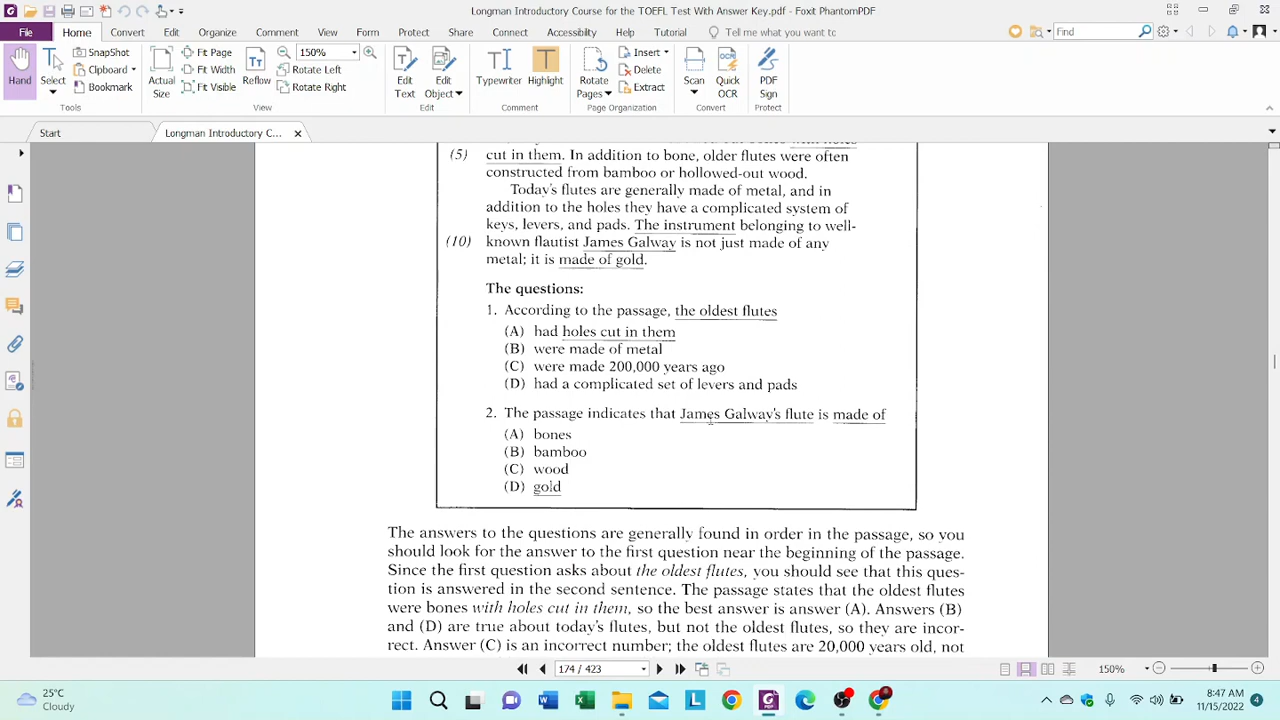 Longman Introductory Course for the TOEFL Test With Answer Key.pdf - Foxit PhantomPDF
File Home Convert Edit Organize Comment View Form Protect Share Connect Accessibility Help Tutorial Tell me what you want to Find
Hand
Select
SnapShot
Clipboard
Bookmark
Tools
Actual Size
Fit Page
Fit Width
Fit Visible
Reflow
150%
Rotate Left
Rotate Right
View
Edit Text
Edit Object
Edit
Typewriter
Highlight
Comment
Rotate Pages
Insert
Delete
Extract
Page Organization
Scan
Quick OCR
Convert
PDF Sign
Protect
Start
Longman Introductory C...
(5) cut in them. In addition to bone, older flutes were often
constructed from bamboo or hollowed-out wood.
Today's flutes are generally made of metal, and in
addition to the holes they have a complicated system of
keys, levers, and pads. The instrument belonging to well-
(10) known flautist James Galway is not just made of any
metal; it is made of gold.
The questions:
1. According to the passage, the oldest flutes
(A) had holes cut in them
(B) were made of metal
(C) were made 200,000 years ago
(D) had a complicated set of levers and pads
2. The passage indicates that James Galway's flute is made of
(A) bones
(B) bamboo
(C) wood
(D) gold
The answers to the questions are generally found in order in the passage, so you
should look for the answer to the first question near the beginning of the passage.
Since the first question asks about the oldest flutes, you should see that this ques-
tion is answered in the second sentence. The passage states that the oldest flutes
were bones with holes cut in them, so the best answer is answer (A). Answers (B)
and (D) are true about today's flutes, but not the oldest flutes, so they are incor-
rect. Answer (C) is an incorrect number; the oldest flutes are 20,000 years old, not
174 / 423
150%
25°C
Cloudy
8:47 AM
11/15/2022